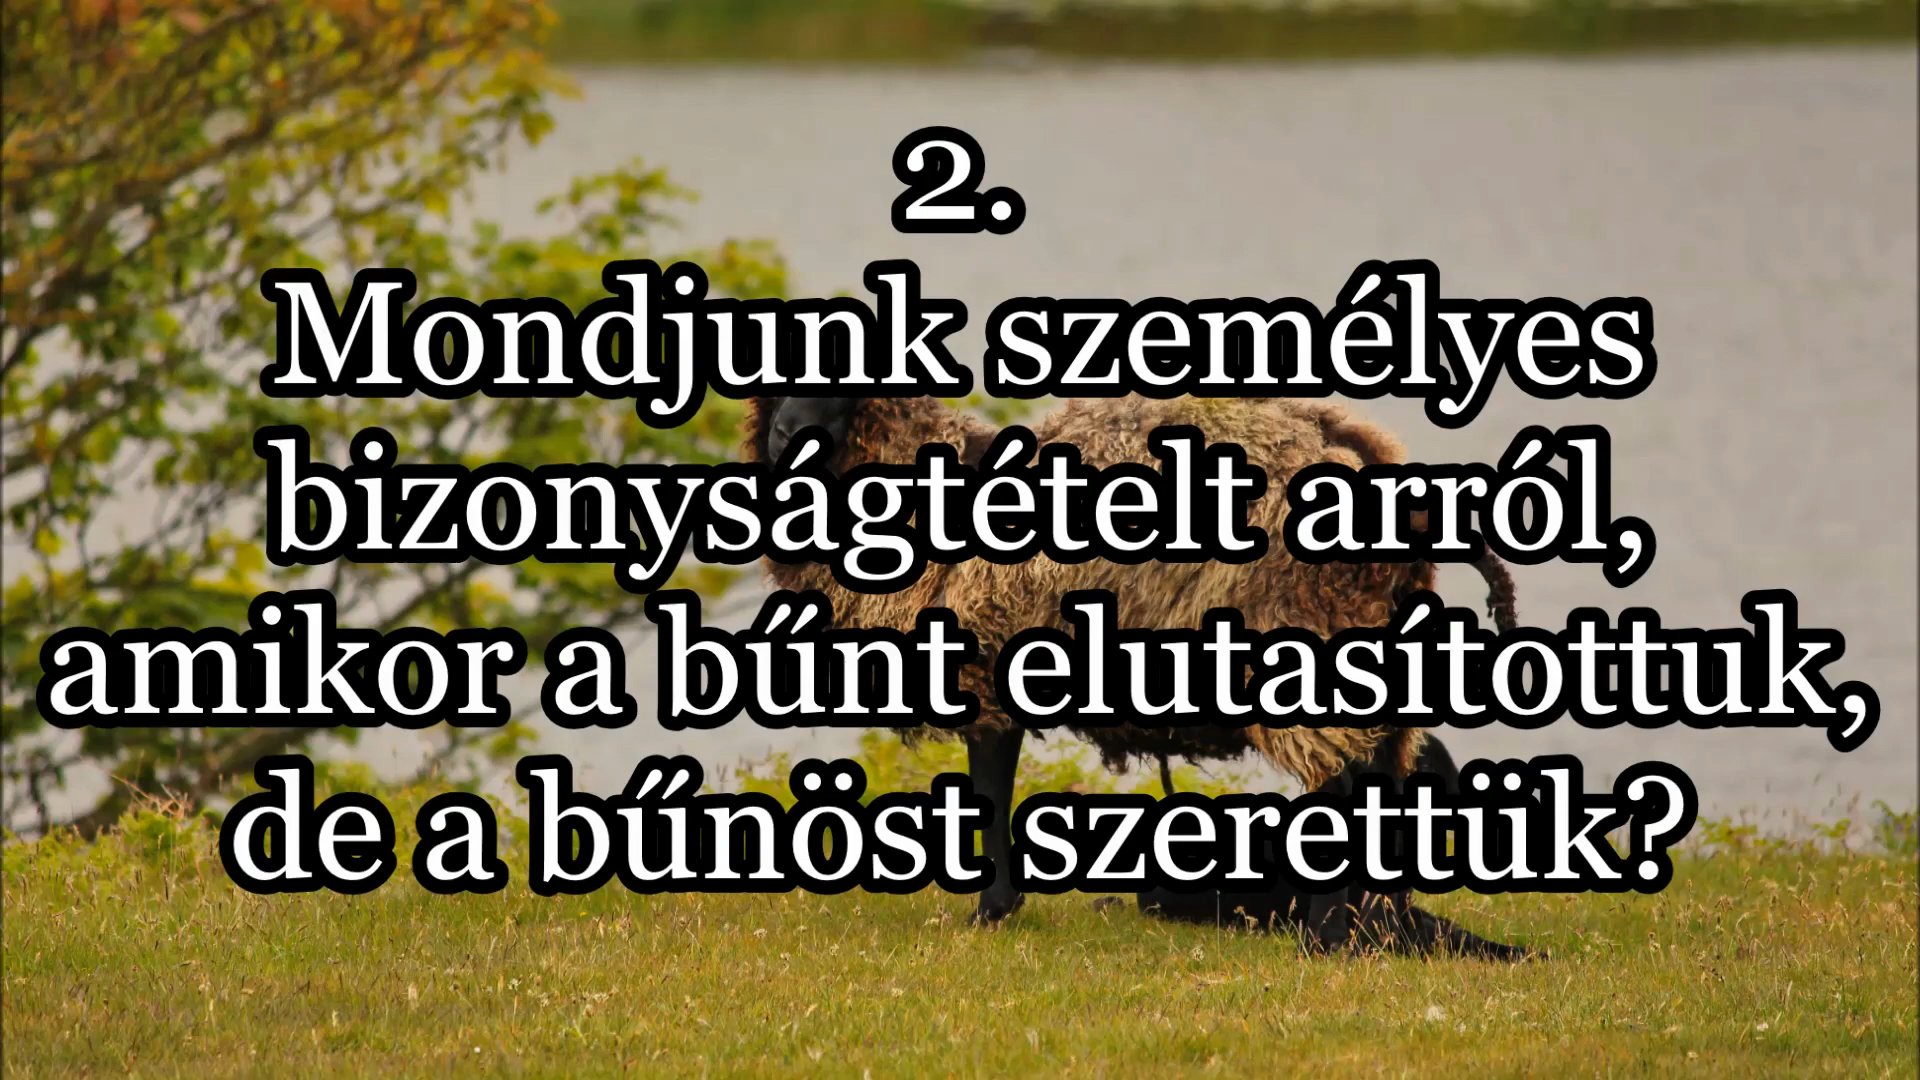 2.
Mondjunk személyes
bizonyságtételt arról,
amikor a bűnt elutasítottuk,
de a bűnöst szerettük?